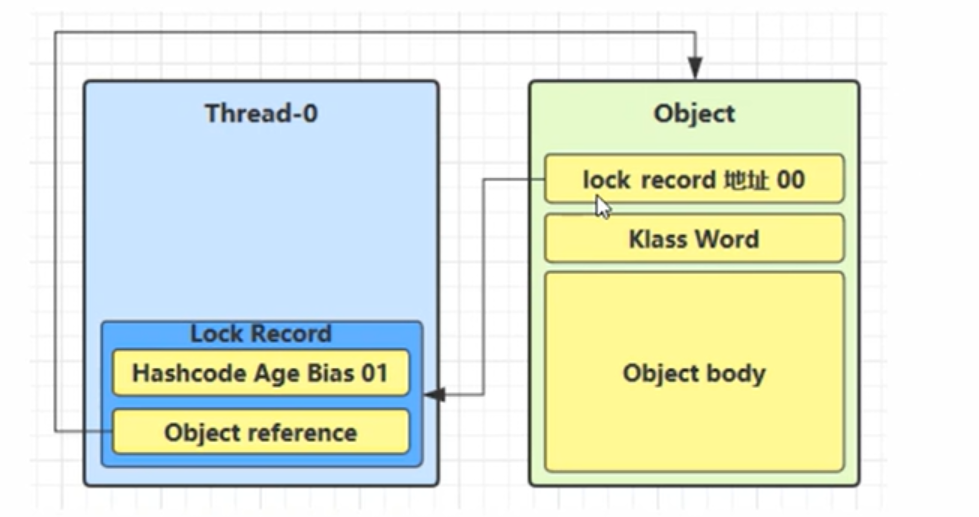 Thread-0
Lock Record
Hashcode Age Bias 01
Object reference
Object
lock record 地址 00
Klass Word
Object body